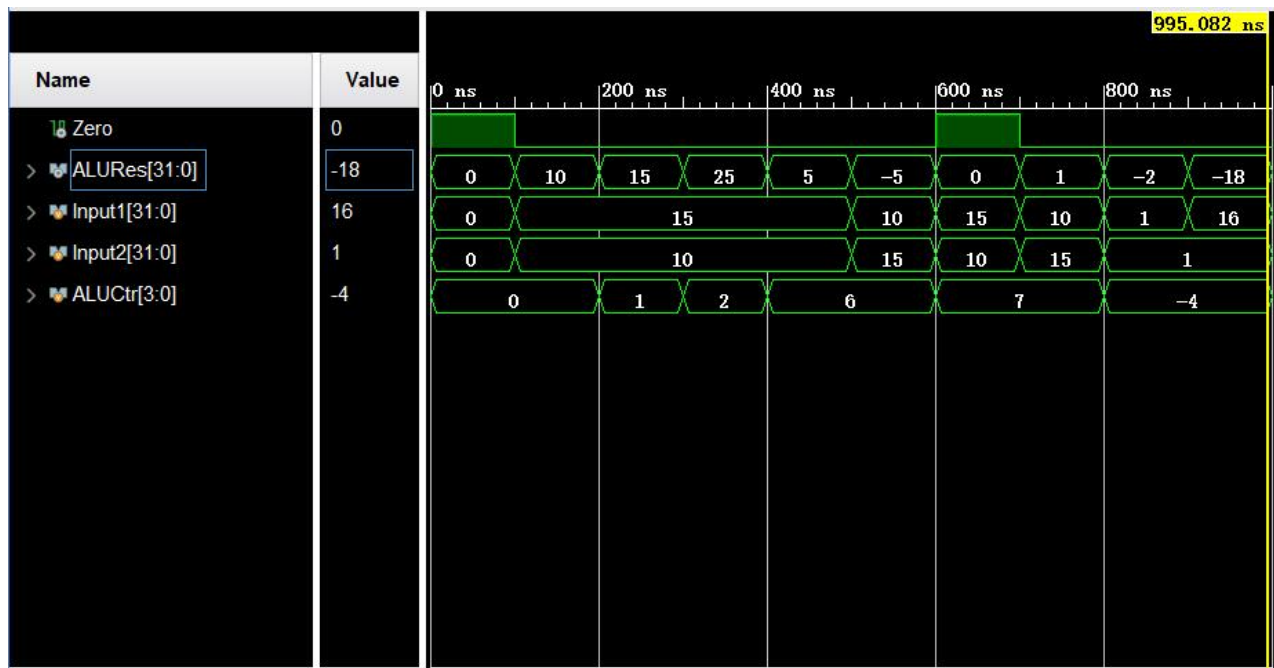 995.082 ns
Name Value 0 ns 200 ns 400 ns 600 ns 800 ns
Zero 0
ALURes[31:0] -18 0 10 15 25 5 -5 0 1 -2 -18
Input1[31:0] 16 0 15 10 15 10 1 16
Input2[31:0] 1 0 10 15 10 15 1
ALUCtr[3:0] -4 0 1 2 6 7 -4